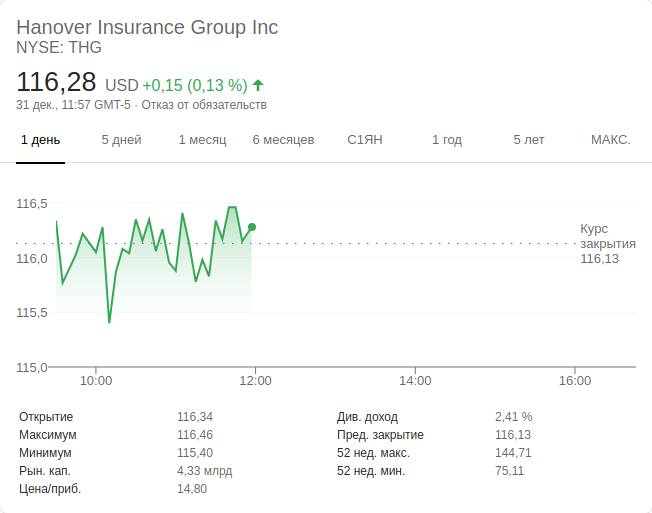 Hanover Insurance Group Inc
NYSE: THG
116,28 USD +0,15 (0,13 %)
31 дек., 11:57 GMT-5 · Отказ от обязательств
1 день 5 дней 1 месяц 6 месяцев С1ЯН 1 год 5 лет МАКС.
116,5
116,0
115,5
115,0
Курс
закрытия
116,13
10:00 12:00 14:00 16:00
Открытие 116,34
Максимум 116,46
Минимум 115,40
Рын. кап. 4,33 млрд
Цена/приб. 14,80
Див. доход 2,41 %
Пред. закрытие 116,13
52 нед. макс. 144,71
52 нед. мин. 75,11